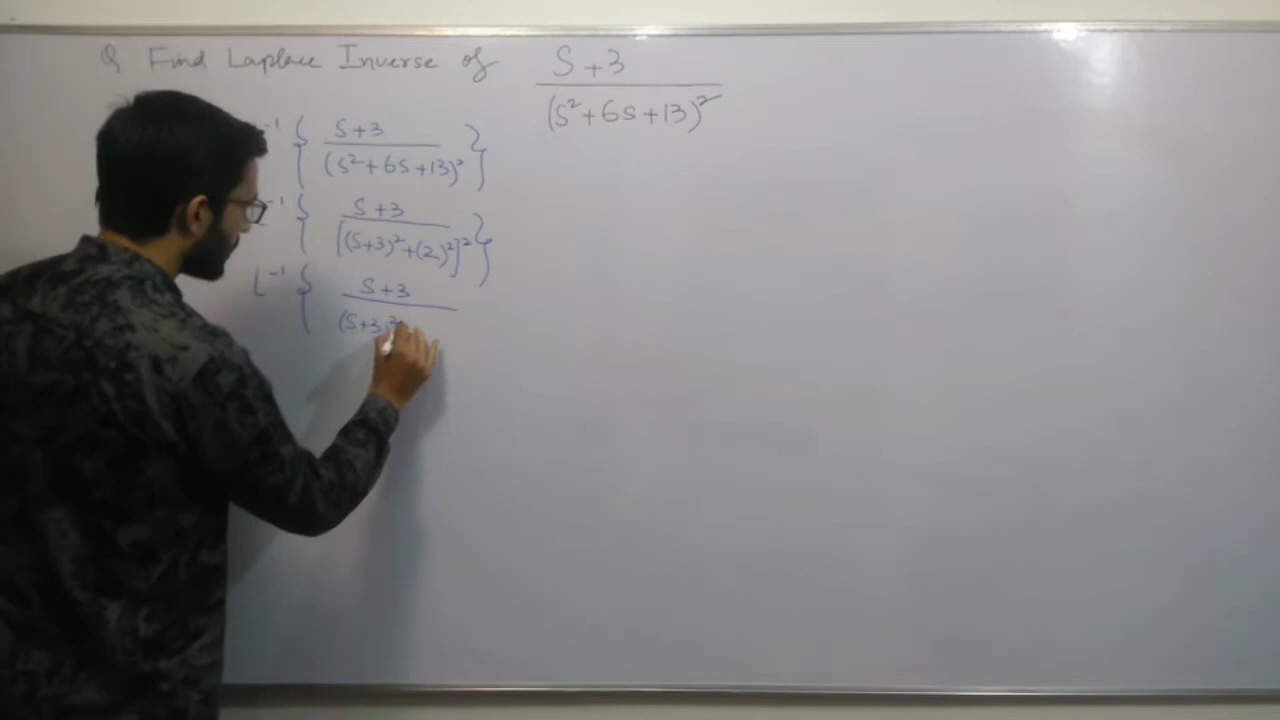 Q Find Laplace Inverse of S+3 / (S²+6S+13)²
L⁻¹ { S+3 / (S²+6S+13)² }
L⁻¹ { S+3 / [(S+3)²+(2)²]² }
L⁻¹ { S+3 / (S+3)²